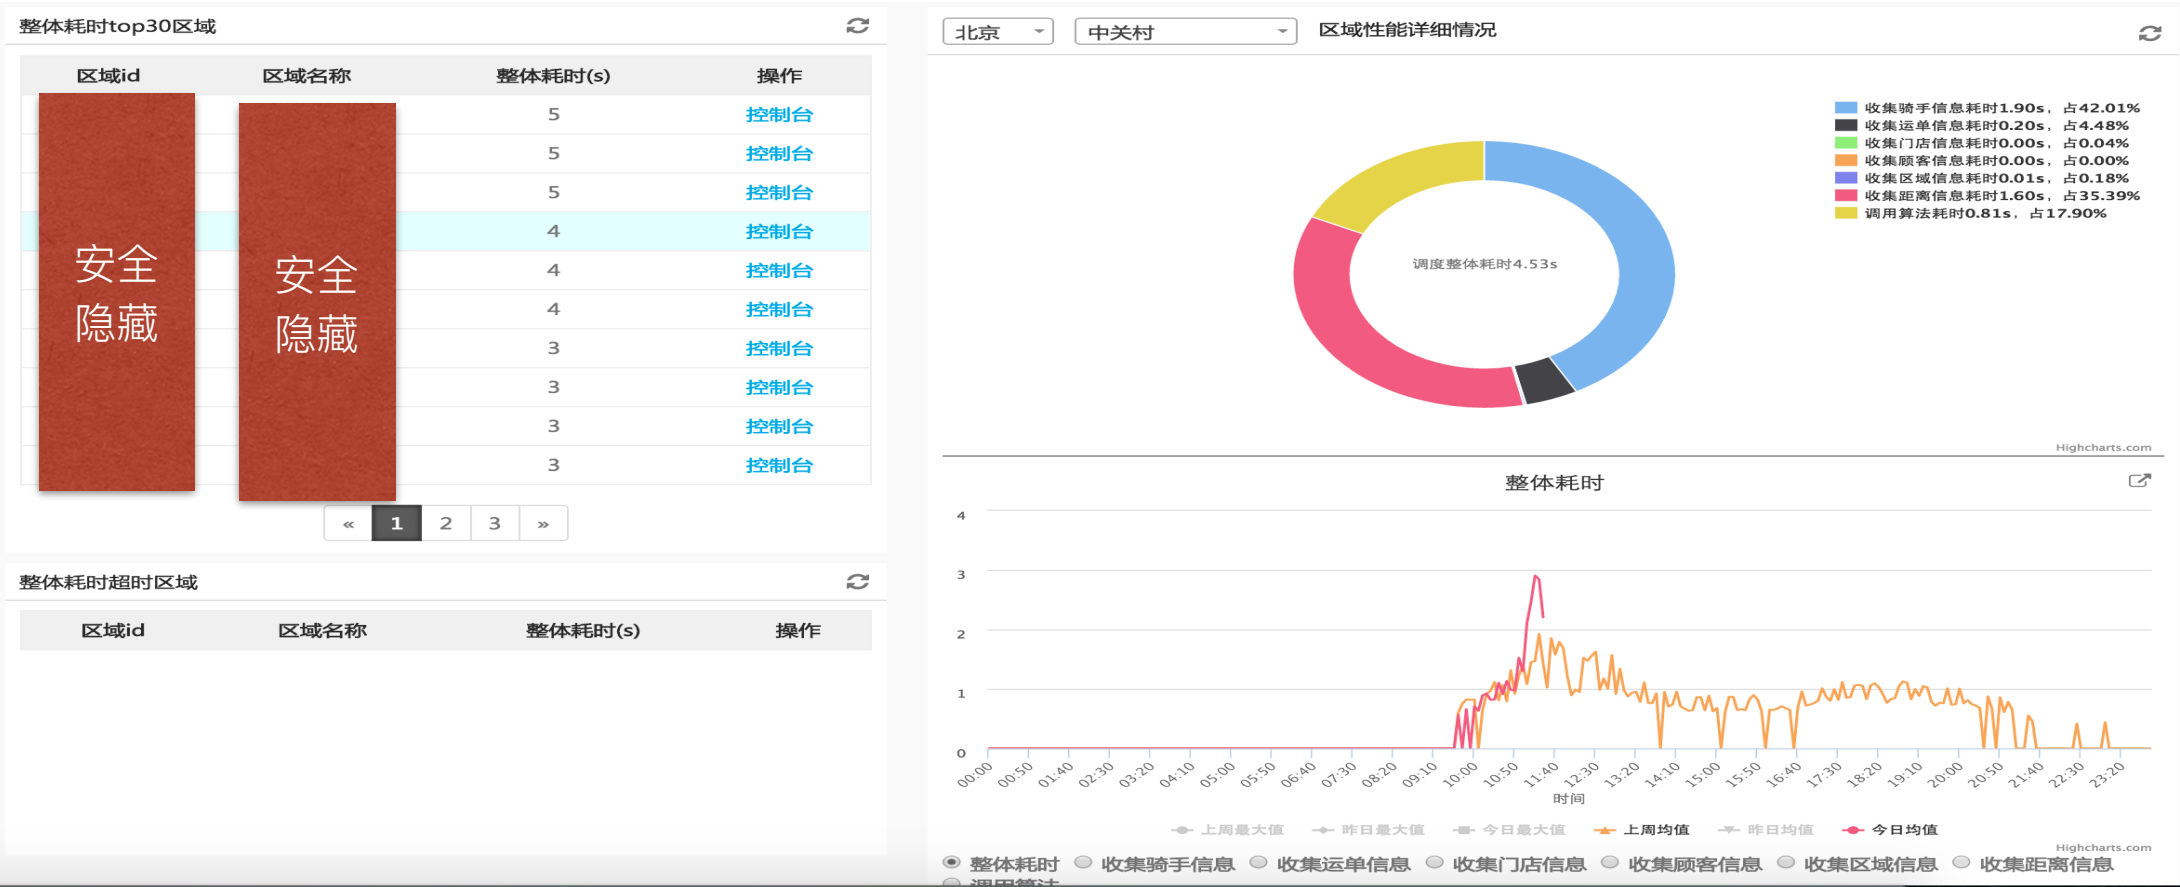 整体耗时top30区域
区域id 区域名称 整体耗时(s) 操作
5 控制台
5 控制台
5 控制台
4 控制台
4 控制台
4 控制台
3 控制台
3 控制台
3 控制台
3 控制台
安全
隐藏
安全
隐藏
« 1 2 3 »
整体耗时超时区域
区域id 区域名称 整体耗时(s) 操作
北京 中关村 区域性能详细情况
收集骑手信息耗时1.90s，占42.01%
收集运单信息耗时0.20s，占4.48%
收集门店信息耗时0.00s，占0.04%
收集顾客信息耗时0.00s，占0.00%
收集区域信息耗时0.01s，占0.18%
收集距离信息耗时1.60s，占35.39%
调用算法耗时0.81s，占17.90%
调度整体耗时4.53s
Highcharts.com
整体耗时
4
3
2
1
0
00:00 00:50 01:40 02:30 03:20 04:10 05:00 05:50 06:40 07:30 08:20 09:10 10:00 10:50 11:40 12:30 13:20 14:10 15:00 15:50 16:40 17:30 18:20 19:10 20:00 20:50 21:40 22:30 23:20
时间
上周最大值 昨日最大值 今日最大值 上周均值 昨日均值 今日均值
Highcharts.com
整体耗时 收集骑手信息 收集运单信息 收集门店信息 收集顾客信息 收集区域信息 收集距离信息